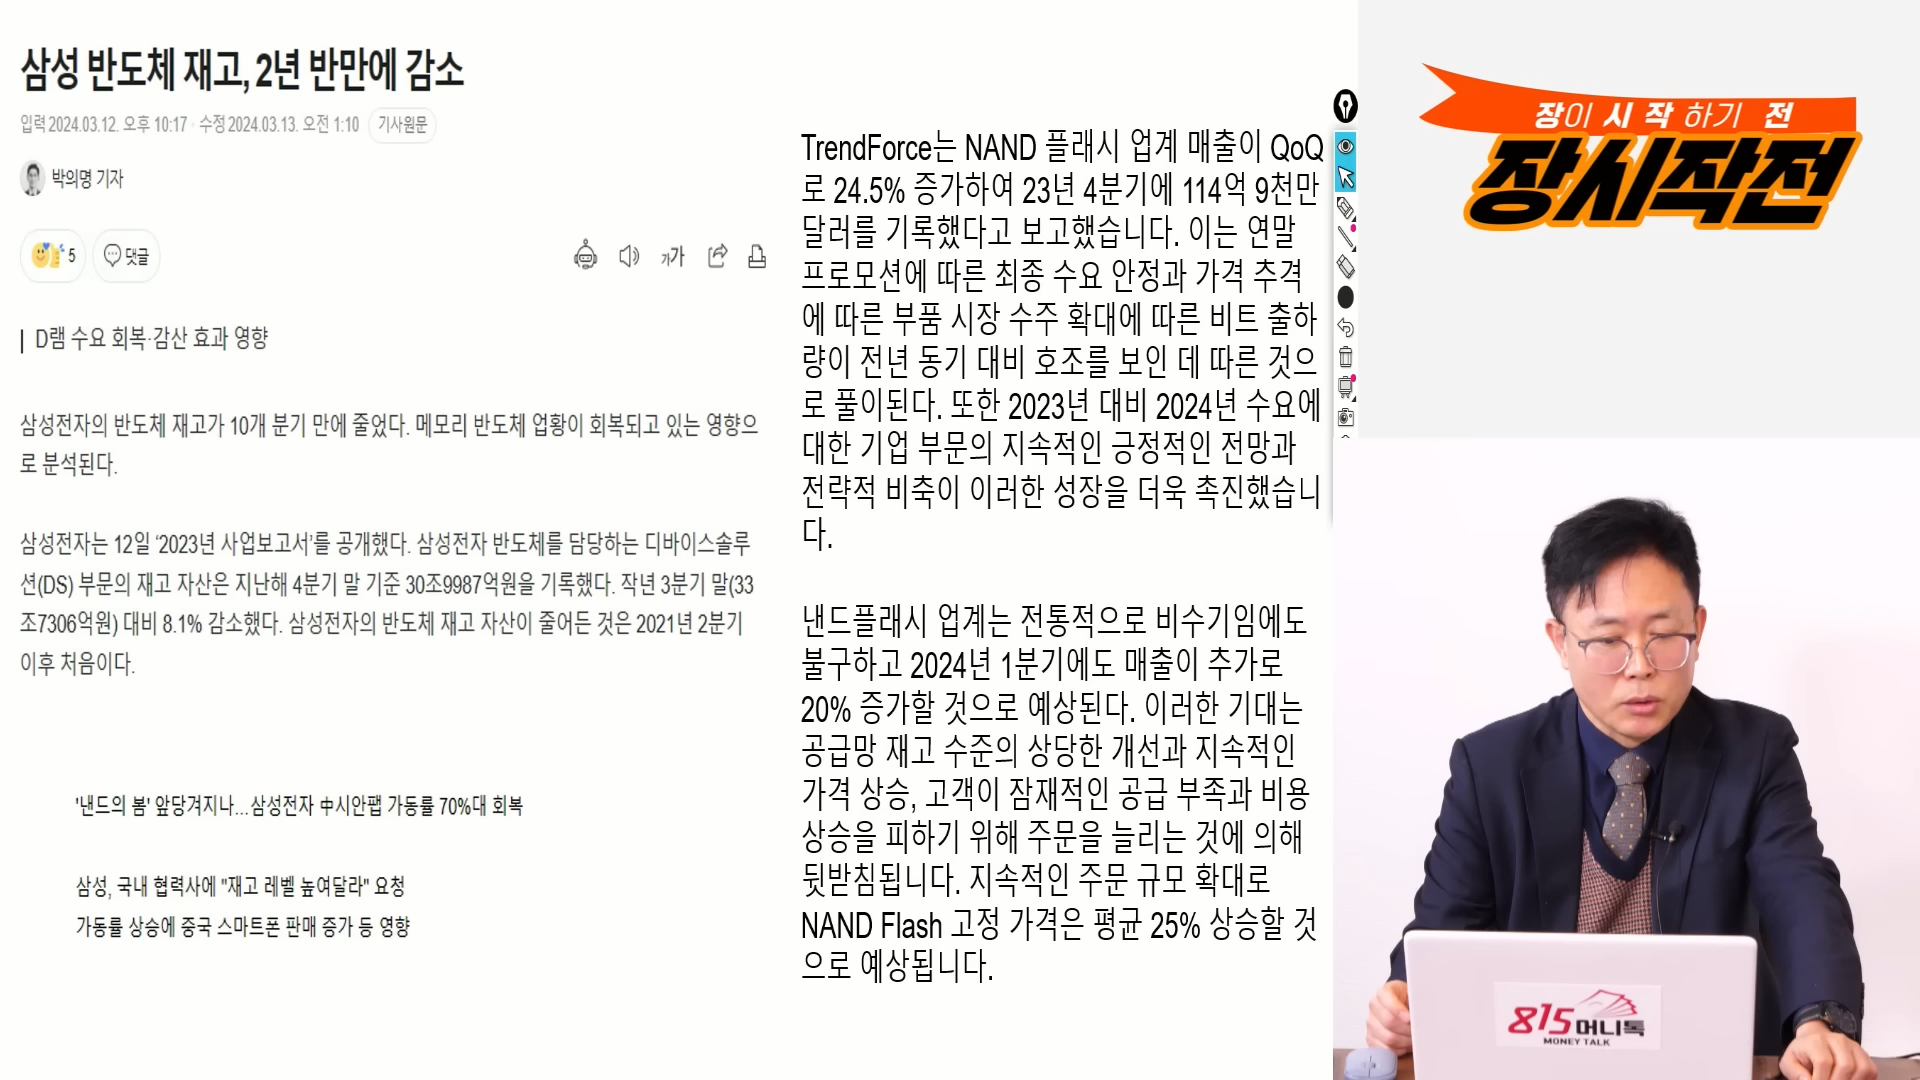 삼성 반도체 재고, 2년 반만에 감소
입력 2024.03.12. 오후 10:17 · 수정 2024.03.13. 오전 1:10 기사원문
박의명 기자
5 댓글
가가
D램 수요 회복·감산 효과 영향
삼성전자의 반도체 재고가 10개 분기 만에 줄었다. 메모리 반도체 업황이 회복되고 있는 영향으
로 분석된다.
삼성전자는 12일 ‘2023년 사업보고서’를 공개했다. 삼성전자 반도체를 담당하는 디바이스솔루
션(DS) 부문의 재고 자산은 지난해 4분기 말 기준 30조9987억원을 기록했다. 작년 3분기 말(33
조7306억원) 대비 8.1% 감소했다. 삼성전자의 반도체 재고 자산이 줄어든 것은 2021년 2분기
이후 처음이다.
'낸드의 봄' 앞당겨지나...삼성전자 中시안팹 가동률 70%대 회복
삼성, 국내 협력사에 "재고 레벨 높여달라" 요청
가동률 상승에 중국 스마트폰 판매 증가 등 영향
TrendForce는 NAND 플래시 업계 매출이 QoQ
로 24.5% 증가하여 23년 4분기에 114억 9천만
달러를 기록했다고 보고했습니다. 이는 연말
프로모션에 따른 최종 수요 안정과 가격 추격
에 따른 부품 시장 수주 확대에 따른 비트 출하
량이 전년 동기 대비 호조를 보인 데 따른 것으
로 풀이된다. 또한 2023년 대비 2024년 수요에
대한 기업 부문의 지속적인 긍정적인 전망과
전략적 비축이 이러한 성장을 더욱 촉진했습니
다.
낸드플래시 업계는 전통적으로 비수기임에도
불구하고 2024년 1분기에도 매출이 추가로
20% 증가할 것으로 예상된다. 이러한 기대는
공급망 재고 수준의 상당한 개선과 지속적인
가격 상승, 고객이 잠재적인 공급 부족과 비용
상승을 피하기 위해 주문을 늘리는 것에 의해
뒷받침됩니다. 지속적인 주문 규모 확대로
NAND Flash 고정 가격은 평균 25% 상승할 것
으로 예상됩니다.
장이 시작하기 전
장시작전
815머니톡
MONEY TALK